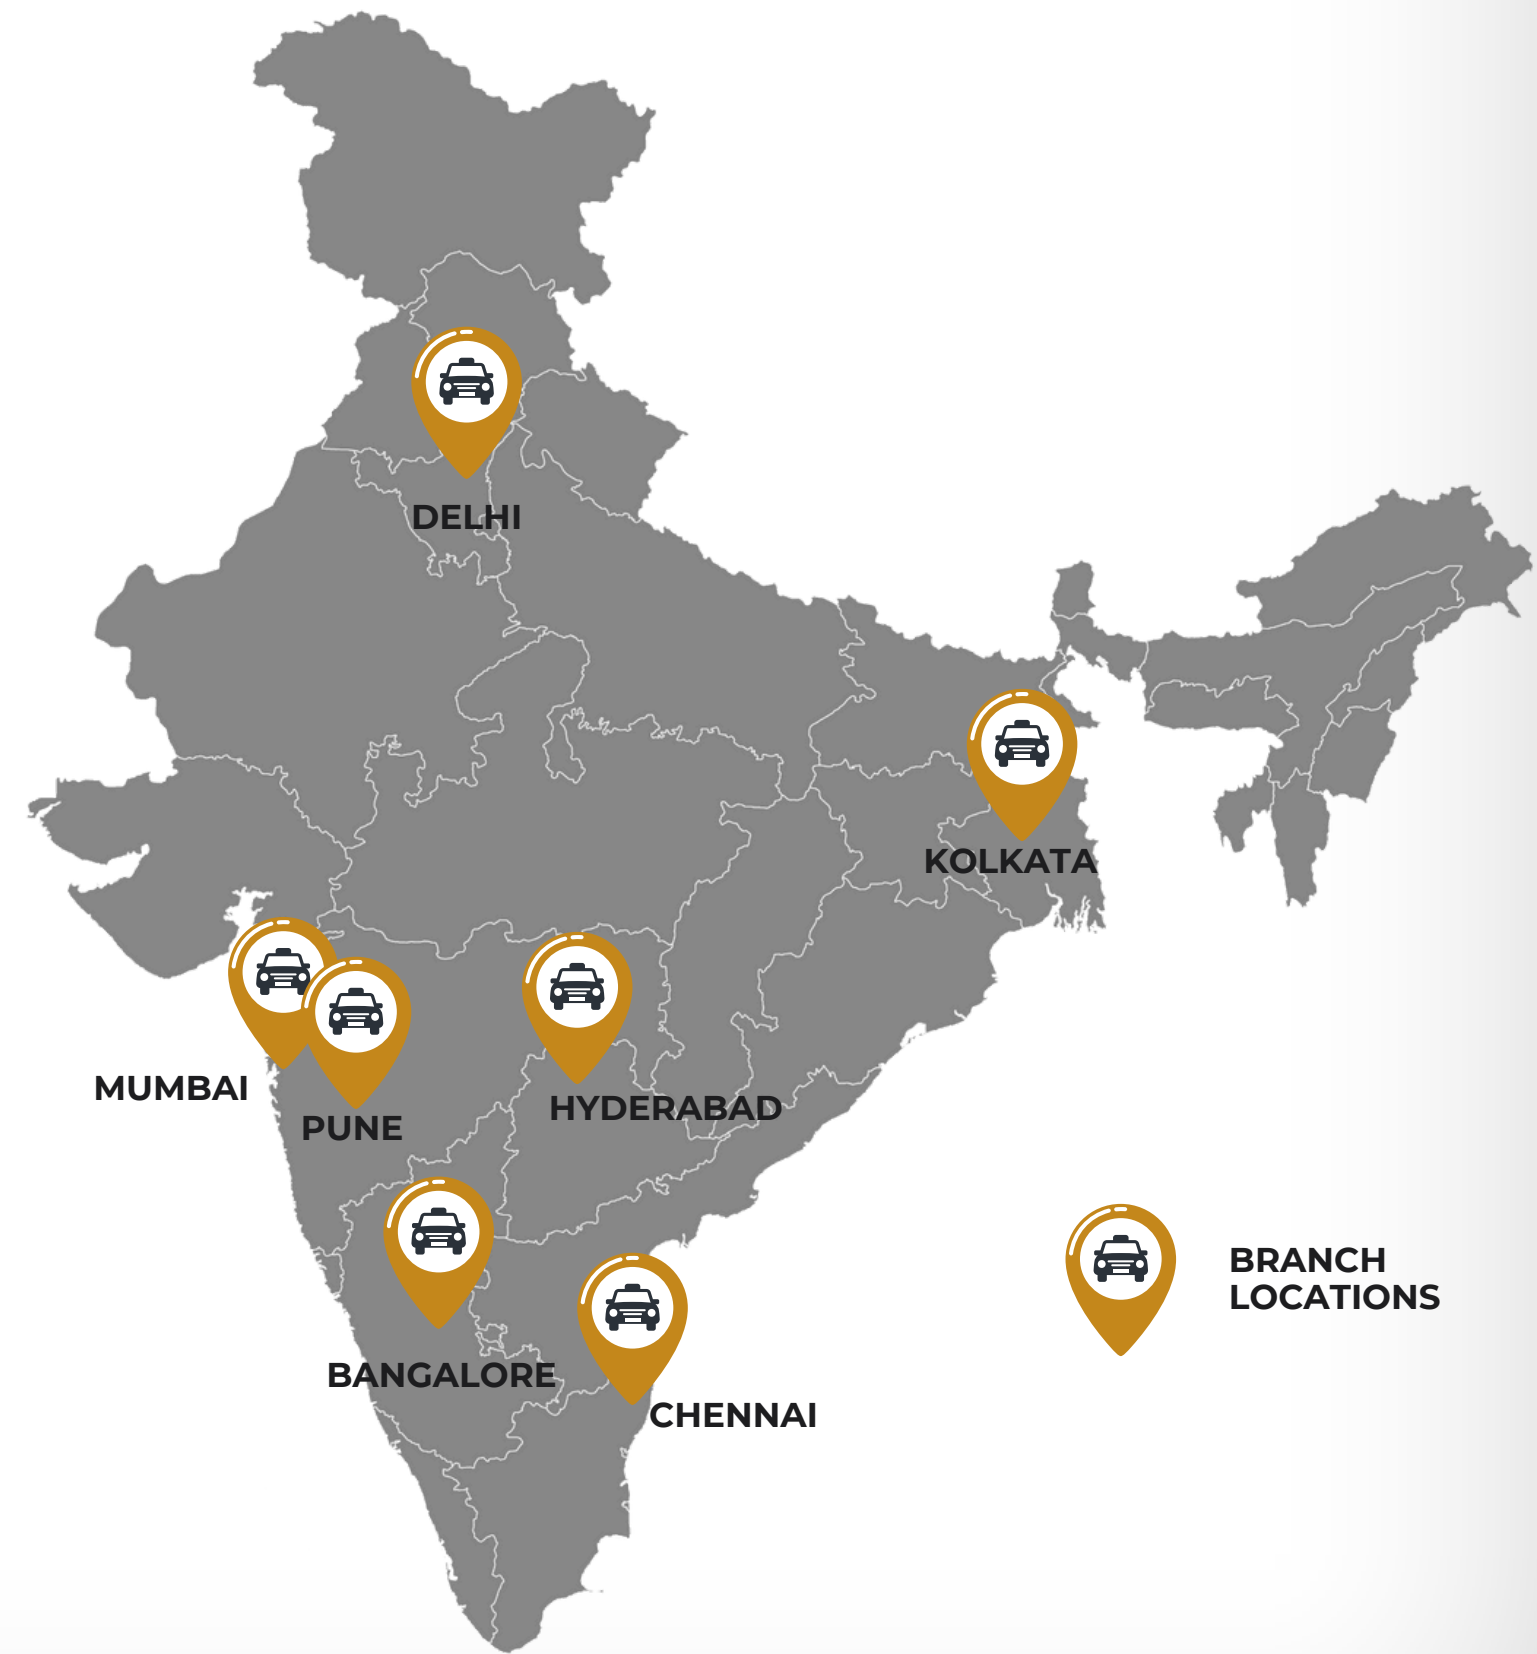 DELHI
KOLKATA
MUMBAI
PUNE
HYDERABAD
BRANCH
LOCATIONS
BANGALORE
CHENNAI